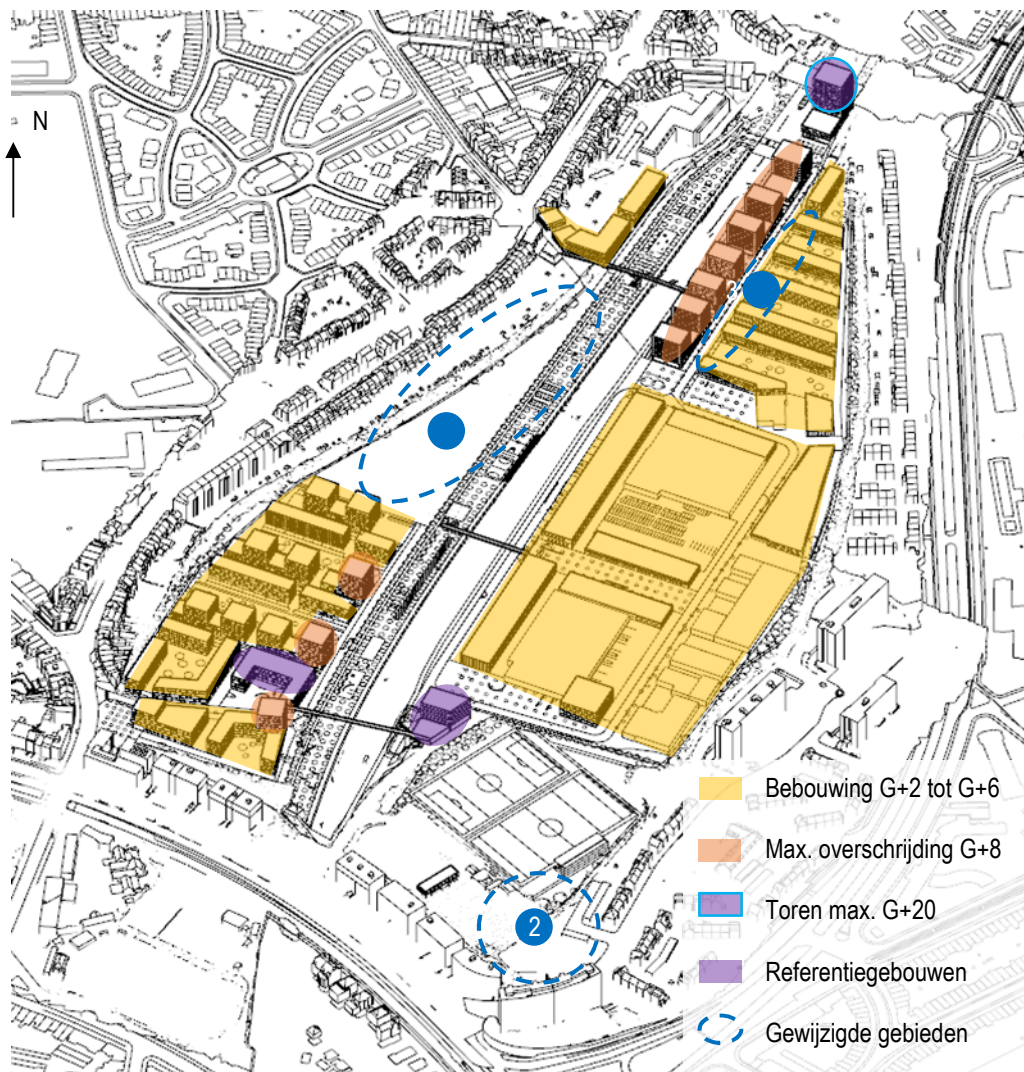 N
2
Bebouwing G+2 tot G+6
Max. overschrijding G+8
Toren max. G+20
Referentiegebouwen
Gewijzigde gebieden